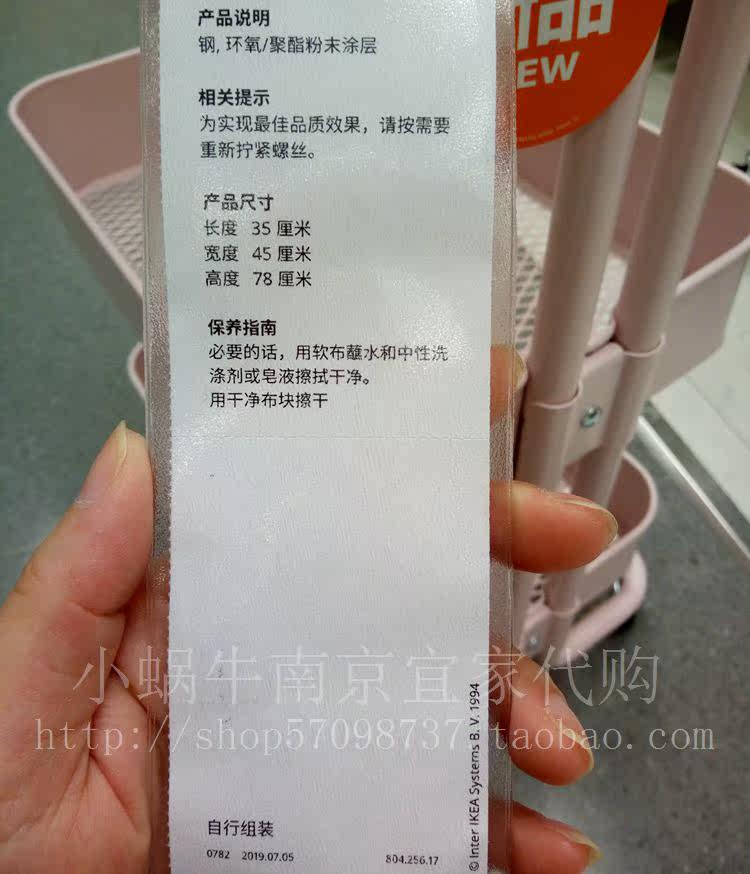 产品说明
钢, 环氧/聚酯粉末涂层
相关提示
为实现最佳品质效果，请按需要
重新拧紧螺丝。
产品尺寸
长度 35 厘米
宽度 45 厘米
高度 78 厘米
保养指南
必要的话，用软布蘸水和中性洗
涤剂或皂液擦拭干净。
用干净布块擦干
自行组装
0782 2019.07.05 804.256.17
© Inter IKEA Systems B. V. 1994
品
EW
小蜗牛南京宜家代购
http://shop57098737.taobao.com